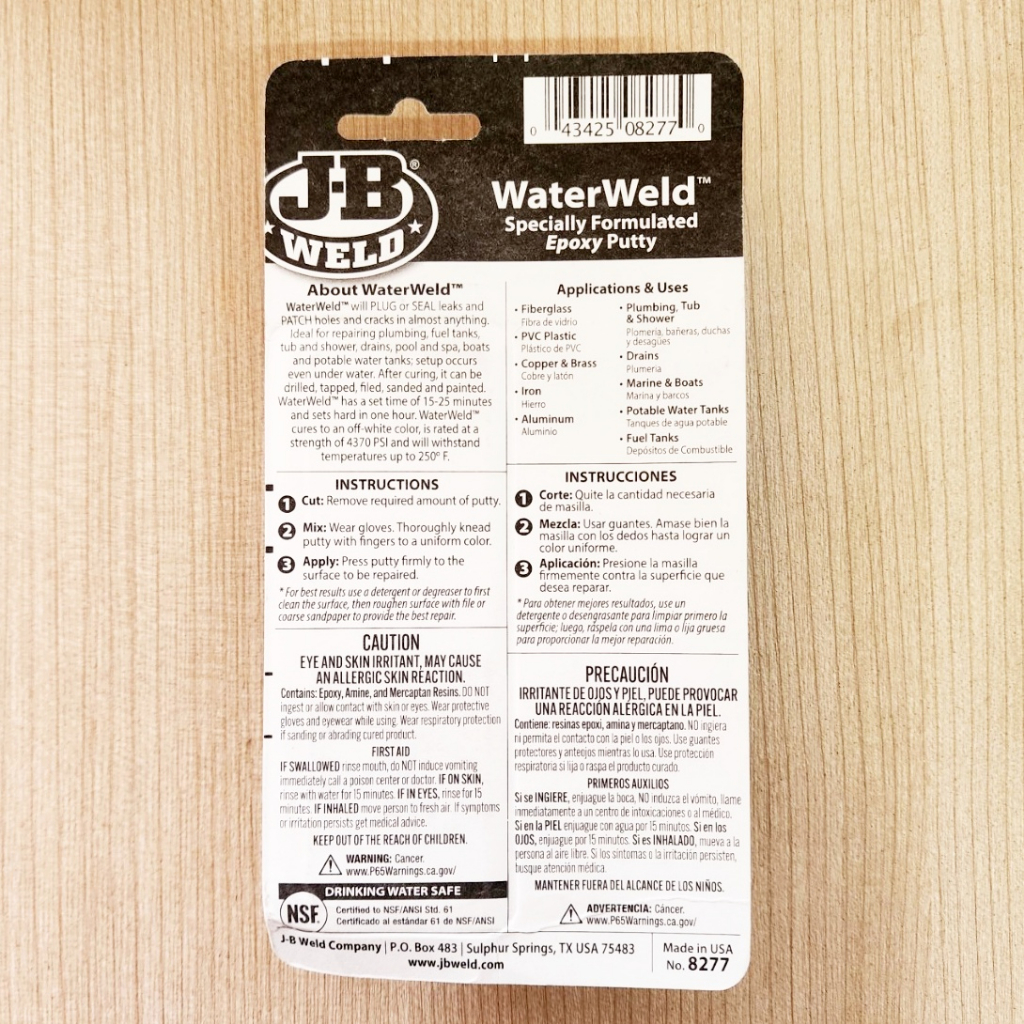 0 43425 08277 0
J-B WELD®
WaterWeld™
Specially Formulated
Epoxy Putty
About WaterWeld™
WaterWeld™ will PLUG or SEAL leaks and
PATCH holes and cracks in almost anything.
Ideal for repairing plumbing, fuel tanks,
tub and shower, drains, pool and spa, boats
and potable water tanks; setup occurs
even under water. After curing, it can be
drilled, tapped, filed, sanded and painted.
WaterWeld™ has a set time of 15-25 minutes
and sets hard in one hour. WaterWeld™
cures to an off-white color, is rated at a
strength of 4370 PSI and will withstand
temperatures up to 250º F.
Applications & Uses
• Fiberglass
Fibra de vidrio
• PVC Plastic
Plástico de PVC
• Copper & Brass
Cobre y latón
• Iron
Hierro
• Aluminum
Aluminio
• Plumbing, Tub
& Shower
Plomería, bañeras, duchas
y desagües
• Drains
Plumeria
• Marine & Boats
Marina y barcos
• Potable Water Tanks
Tanques de agua potable
• Fuel Tanks
Depósitos de Combustible
INSTRUCTIONS
1 Cut: Remove required amount of putty.
2 Mix: Wear gloves. Thoroughly knead
putty with fingers to a uniform color.
3 Apply: Press putty firmly to the
surface to be repaired.
* For best results use a detergent or degreaser to first
clean the surface, then roughen surface with file or
coarse sandpaper to provide the best repair.
INSTRUCCIONES
1 Corte: Quite la cantidad necesaria
de masilla.
2 Mezcla: Usar guantes. Amase bien la
masilla con los dedos hasta lograr un
color uniforme.
3 Aplicación: Presione la masilla
firmemente contra la superficie que
desea reparar.
* Para obtener mejores resultados, use un
detergente o desengrasante para limpiar primero la
superficie; luego, ráspela con una lima o lija gruesa
para proporcionar la mejor reparación.
CAUTION
EYE AND SKIN IRRITANT, MAY CAUSE
AN ALLERGIC SKIN REACTION.
Contains: Epoxy, Amine, and Mercaptan Resins. DO NOT
ingest or allow contact with skin or eyes. Wear protective
gloves and eyewear while using. Wear respiratory protection
if sanding or abrading cured product.
FIRST AID
IF SWALLOWED rinse mouth, do NOT induce vomiting
immediately call a poison center or doctor. IF ON SKIN,
rinse with water for 15 minutes. IF IN EYES, rinse for 15
minutes. IF INHALED move person to fresh air. If symptoms
or irritation persists get medical advice.
KEEP OUT OF THE REACH OF CHILDREN.
WARNING: Cancer.
www.P65Warnings.ca.gov/
PRECAUCIÓN
IRRITANTE DE OJOS Y PIEL, PUEDE PROVOCAR
UNA REACCIÓN ALÉRGICA EN LA PIEL.
Contiene: resinas epoxi, amina y mercaptano. NO ingiera
ni permita el contacto con la piel o los ojos. Use guantes
protectores y anteojos mientras lo usa. Use protección
respiratoria si lija o raspa el producto curado.
PRIMEROS AUXILIOS
Si se INGIERE, enjuague la boca, NO induzca el vómito, llame
inmediatamente a un centro de intoxicaciones o al médico.
Si en la PIEL enjuague con agua por 15 minutos. Si en los
OJOS, enjuague por 15 minutos. Si es INHALADO, mueva a la
persona al aire libre. Si los síntomas o la irritación persisten,
busque atención médica.
MANTENER FUERA DEL ALCANCE DE LOS NIÑOS.
ADVERTENCIA: Cáncer.
www.P65Warnings.ca.gov/
DRINKING WATER SAFE
NSF.
Certified to NSF/ANSI Std. 61
Certificado al estándar 61 de NSF/ANSI
J-B Weld Company | P.O. Box 483 | Sulphur Springs, TX USA 75483
www.jbweld.com
Made in USA
No. 8277